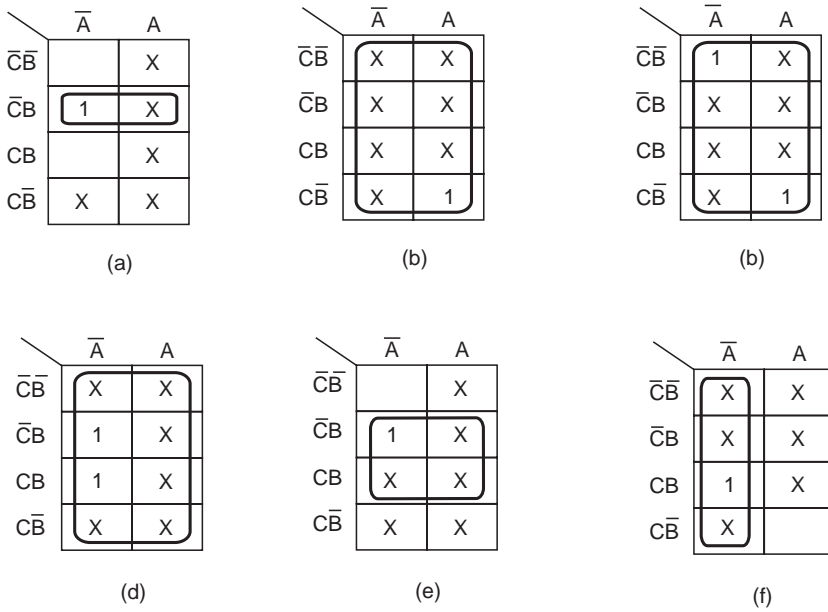 A̅ A
C̅B̅ X
C̅B 1 X
CB X
CB̅ X X
(a)
A̅ A
C̅B̅ X X
C̅B X X
CB X X
CB̅ X 1
(b)
A̅ A
C̅B̅ 1 X
C̅B X X
CB X X
CB̅ X 1
(b)
A̅ A
C̅B̅ X X
C̅B 1 X
CB 1 X
CB̅ X X
(d)
A̅ A
C̅B̅ X
C̅B 1 X
CB X X
CB̅ X X
(e)
A̅ A
C̅B̅ X X
C̅B X X
CB 1 X
CB̅ X
(f)